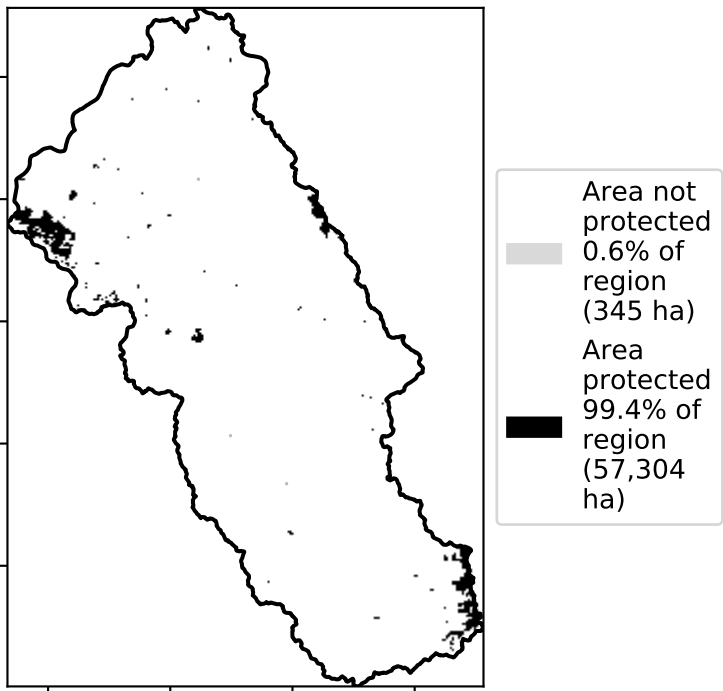 Area not
protected
0.6% of
region
(345 ha)
Area
protected
99.4% of
region
(57,304
ha)